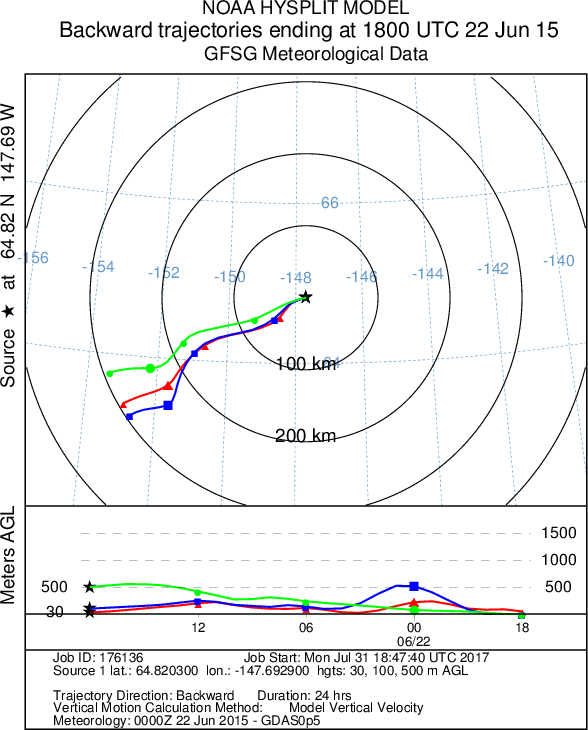 NOAA HYSPLIT MODEL
Backward trajectories ending at 1800 UTC 22 Jun 15
GFSG Meteorological Data
Source ★ at 64.82 N 147.69 W
66
-156
-154
-152
-150
-148
-146
-144
-142
-140
64
100 km
200 km
Meters AGL
1500
1000
500
500
30
12
06
00
18
06/22
Job ID: 176136 Job Start: Mon Jul 31 18:47:40 UTC 2017
Source 1 lat.: 64.820300 lon.: -147.692900 hgts: 30, 100, 500 m AGL
Trajectory Direction: Backward Duration: 24 hrs
Vertical Motion Calculation Method: Model Vertical Velocity
Meteorology: 0000Z 22 Jun 2015 - GDAS0p5